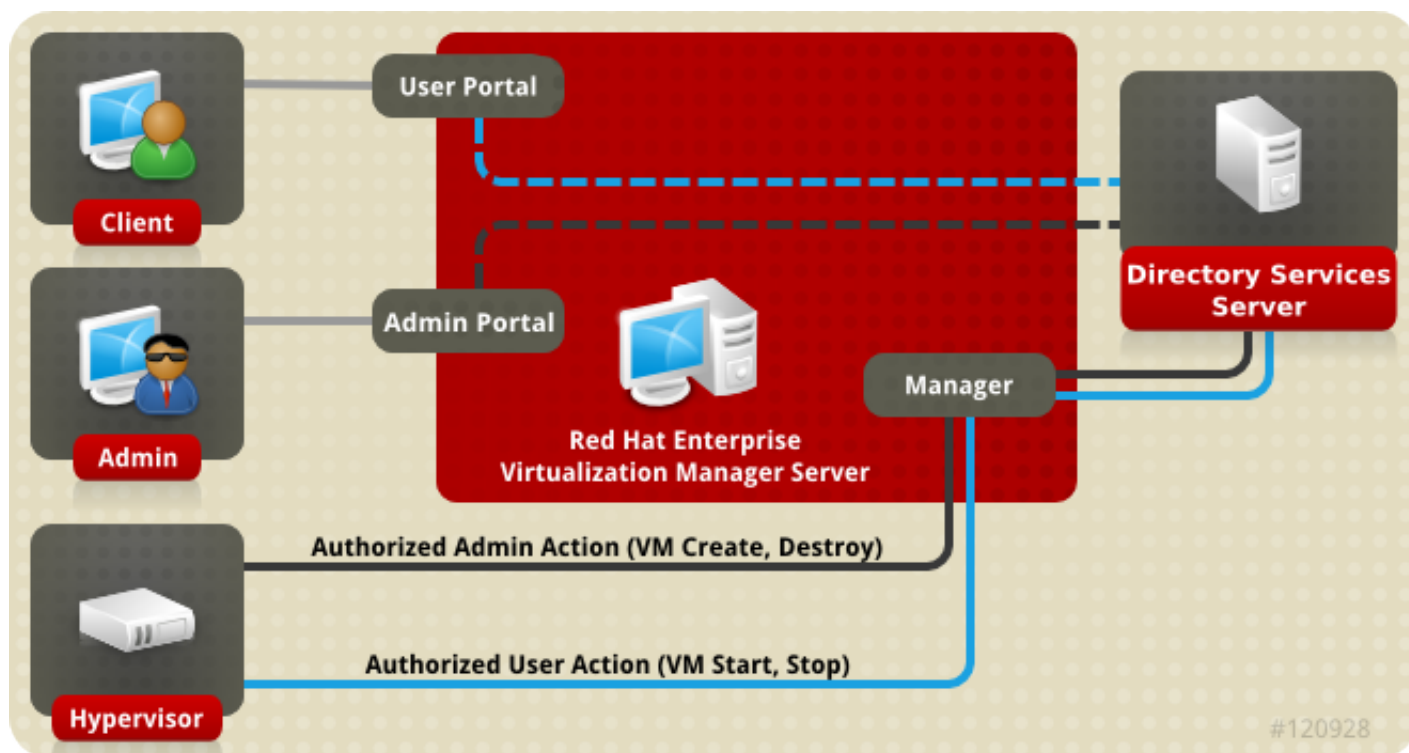 User Portal
Client
Directory Services
Server
Admin Portal
Manager
Red Hat Enterprise
Virtualization Manager Server
Admin
Authorized Admin Action (VM Create, Destroy)
Authorized User Action (VM Start, Stop)
Hypervisor
#120928